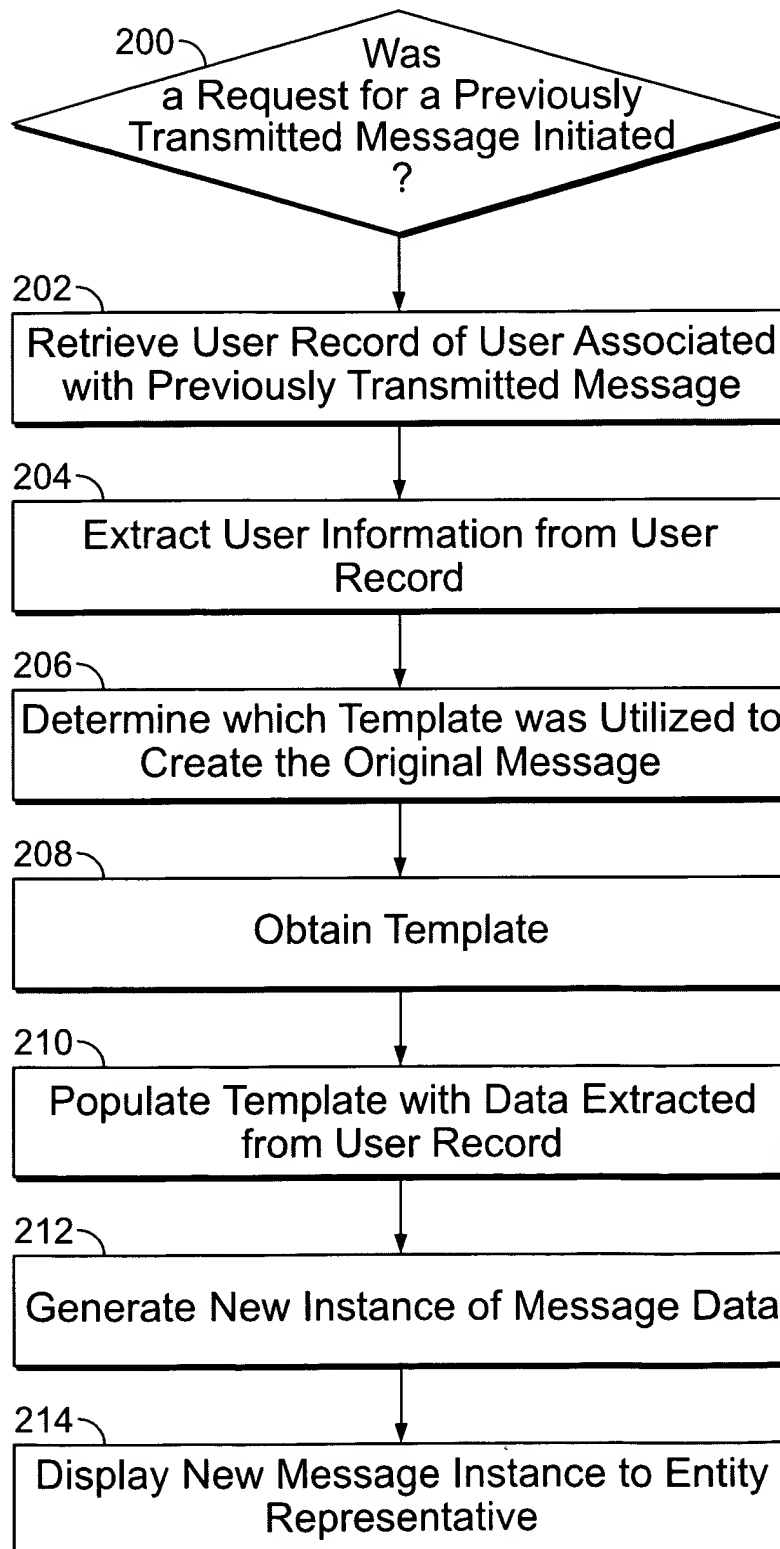 200
Was
a Request for a Previously
Transmitted Message Initiated
?
202
Retrieve User Record of User Associated
with Previously Transmitted Message
204
Extract User Information from User
Record
206
Determine which Template was Utilized to
Create the Original Message
208
Obtain Template
210
Populate Template with Data Extracted
from User Record
212
Generate New Instance of Message Data
214
Display New Message Instance to Entity
Representative